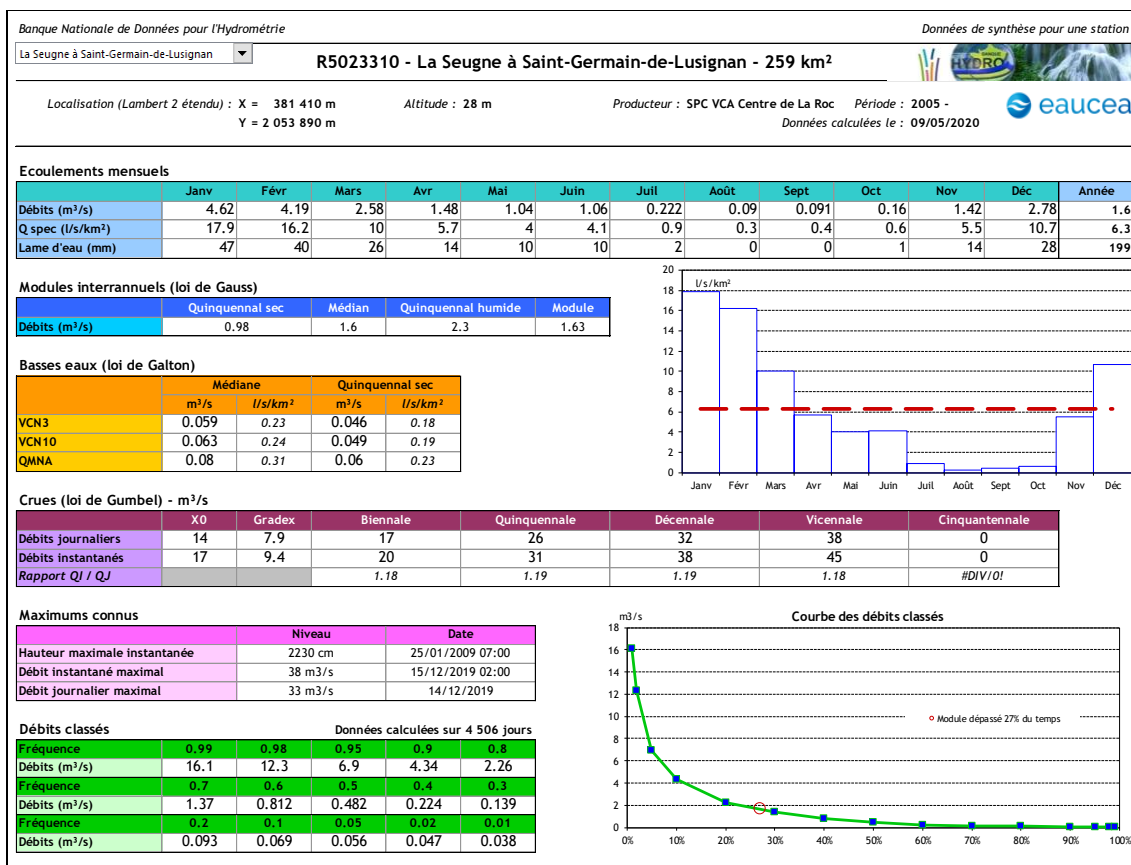 Banque Nationale de Données pour l'Hydrométrie Données de synthèse pour une station
La Seugne à Saint-Germain-de-Lusignan
R5023310 - La Seugne à Saint-Germain-de-Lusignan - 259 km²
HYDRO
Localisation (Lambert 2 étendu) : X = 381 410 m Altitude : 28 m Producteur : SPC VCA Centre de La Roc Période : 2005 -
Y = 2 053 890 m Données calculées le : 09/05/2020
eaucea
Ecoulements mensuels
Janv Févr Mars Avr Mai Juin Juil Août Sept Oct Nov Déc Année
Débits (m³/s) 4.62 4.19 2.58 1.48 1.04 1.06 0.222 0.09 0.091 0.16 1.42 2.78 1.6
Q spec (l/s/km²) 17.9 16.2 10 5.7 4 4.1 0.9 0.3 0.4 0.6 5.5 10.7 6.3
Lame d'eau (mm) 47 40 26 14 10 10 2 0 0 1 14 28 199
Modules interrannuels (loi de Gauss)
Quinquennal sec Médian Quinquennal humide Module
Débits (m³/s) 0.98 1.6 2.3 1.63
Basses eaux (loi de Galton)
Médiane Quinquennal sec
m³/s l/s/km² m³/s l/s/km²
VCN3 0.059 0.23 0.046 0.18
VCN10 0.063 0.24 0.049 0.19
QMNA 0.08 0.31 0.06 0.23
l/s/km²
20
18
16
14
12
10
8
6
4
2
0
Janv Févr Mars Avr Mai Juin Juil Août Sept Oct Nov Déc
Crues (loi de Gumbel) - m³/s
X0 Gradex Biennale Quinquennale Décennale Vicennale Cinquantennale
Débits journaliers 14 7.9 17 26 32 38 0
Débits instantanés 17 9.4 20 31 38 45 0
Rapport QI / QJ 1.18 1.19 1.19 1.18 #DIV/0!
Maximums connus
Niveau Date
Hauteur maximale instantanée 2230 cm 25/01/2009 07:00
Débit instantané maximal 38 m3/s 15/12/2019 02:00
Débit journalier maximal 33 m3/s 14/12/2019
Débits classés Données calculées sur 4 506 jours
Fréquence 0.99 0.98 0.95 0.9 0.8
Débits (m³/s) 16.1 12.3 6.9 4.34 2.26
Fréquence 0.7 0.6 0.5 0.4 0.3
Débits (m³/s) 1.37 0.812 0.482 0.224 0.139
Fréquence 0.2 0.1 0.05 0.02 0.01
Débits (m³/s) 0.093 0.069 0.056 0.047 0.038
m3/s Courbe des débits classés
18
16
14
12
10
8
6
4
2
0
Module dépassé 27% du temps
0% 10% 20% 30% 40% 50% 60% 70% 80% 90% 100%